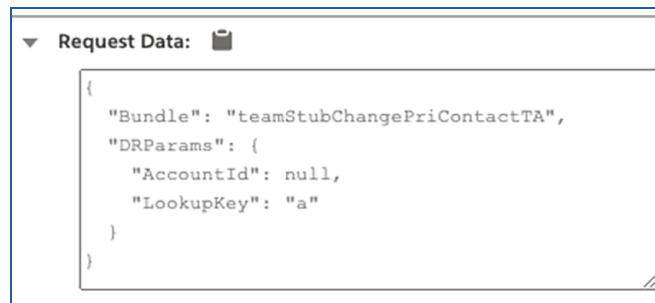 Request Data:
{
"Bundle": "teamStubChangePriContactTA",
"DRParams": {
"AccountId": null,
"LookupKey": "a"
}
}